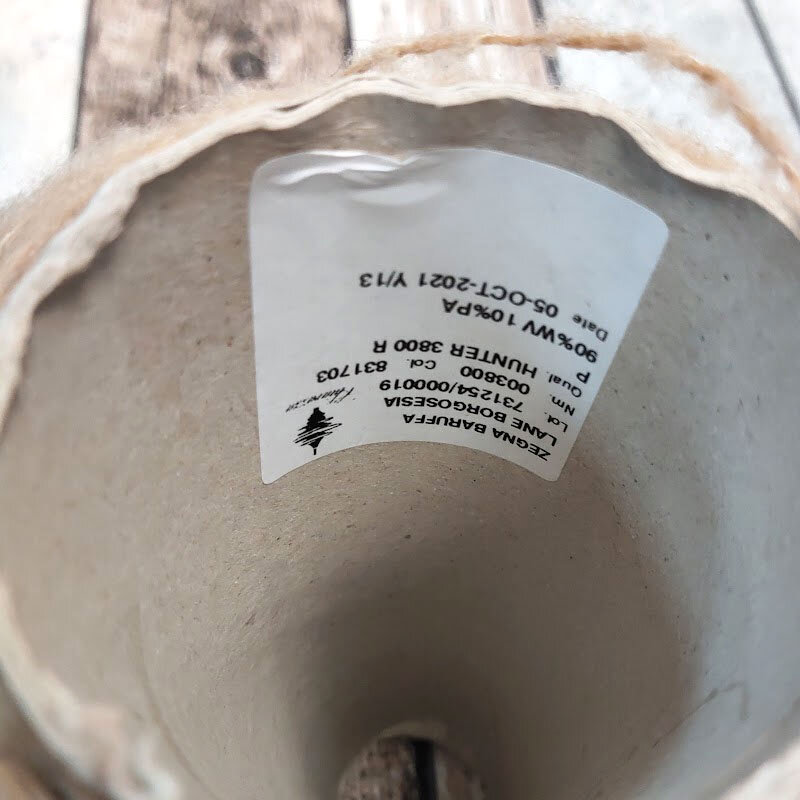 ZEGNA BARUFFA
LANE BORGOSESIA
Lot. 731254/000019
Nm. 003800 Col. 831703
Qual. HUNTER 3800 R
P
90%WV 10%PA
Date 05-OCT-2021 Y/13